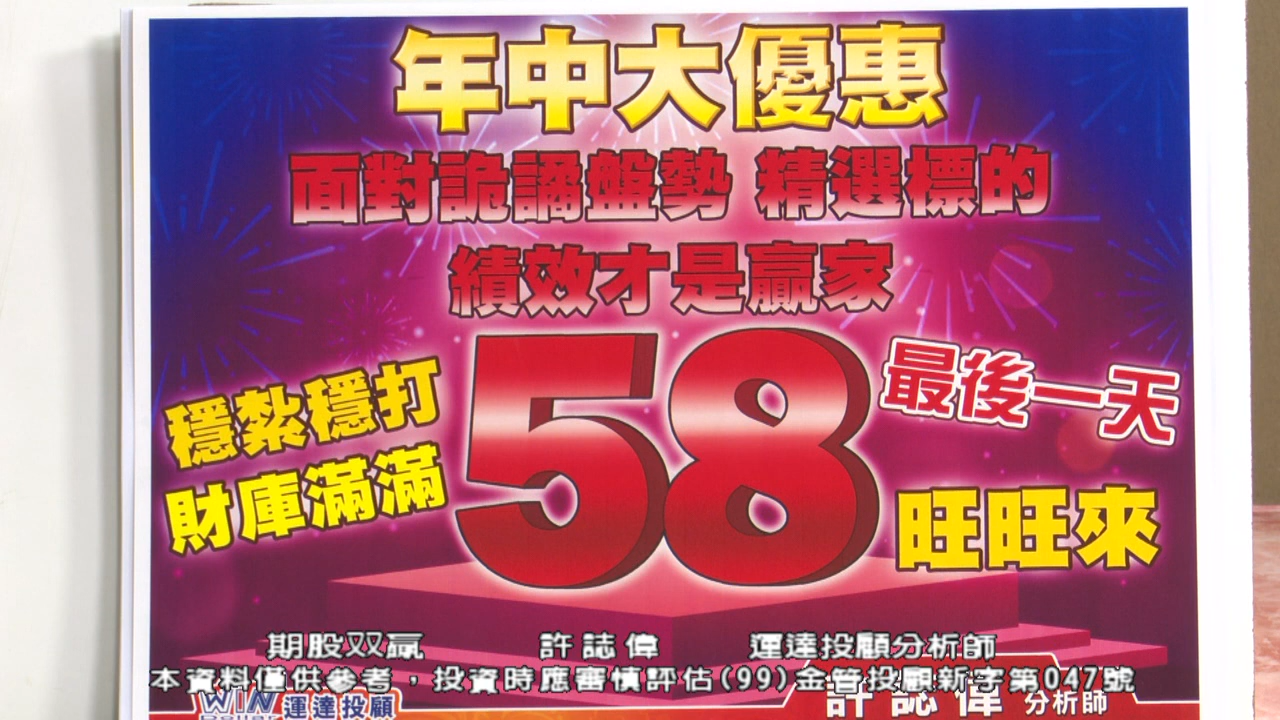 年中大優惠
面對詭譎盤勢 精選標的
績效才是贏家
穩紮穩打
財庫滿滿
58
最後一天
旺旺來
期股双贏 許誌偉 運達投顧分析師
本資料僅供參考，投資時應審慎評估(99)金管投顧新字第047號
WIN 運達投顧
許誌偉 分析師